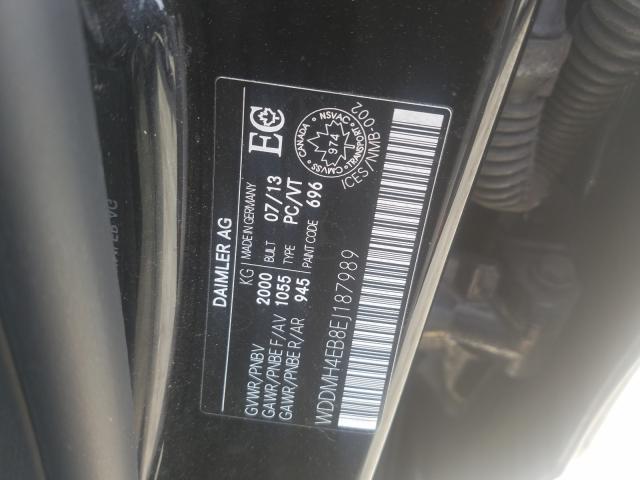 DAIMLER AG
KG MADE IN GERMANY
GVWR/PNBV 2000 BUILT 07/13
GAWR/PNBE F/AV 1055 TYPE PC/VT
GAWR/PNBE R/AR 945 PAINT CODE 696
EC
CANADA NSVAC TRANSPORT CMVSS
974
ICES/NMB-002
WDDMH4EB8EJ187989